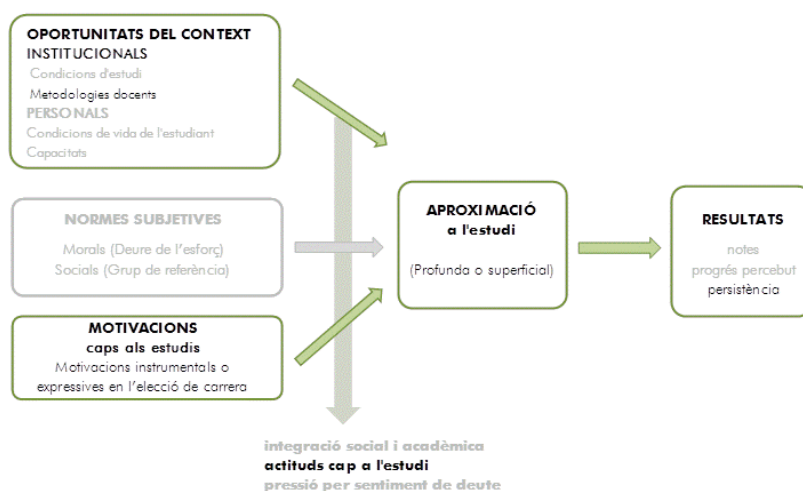 OPORTUNITATS DEL CONTEXT
INSTITUCIONALS
Condicions d'estudi
Metodologies docents
PERSONALS
Condicions de vida de l'estudiant
Capacitats
NORMES SUBJETIVES
Morals (Deure de l'esforç)
Socials (Grup de referència)
MOTIVACIONS
caps als estudis
Motivacions instrumentals o
expressives en l'elecció de carrera
APROXIMACIÓ
a l'estudi
(Profunda o superficial)
RESULTATS
notes
progrés percebut
persistència
integració social i acadèmica
actituds cap a l'estudi
pressió per sentiment de deute